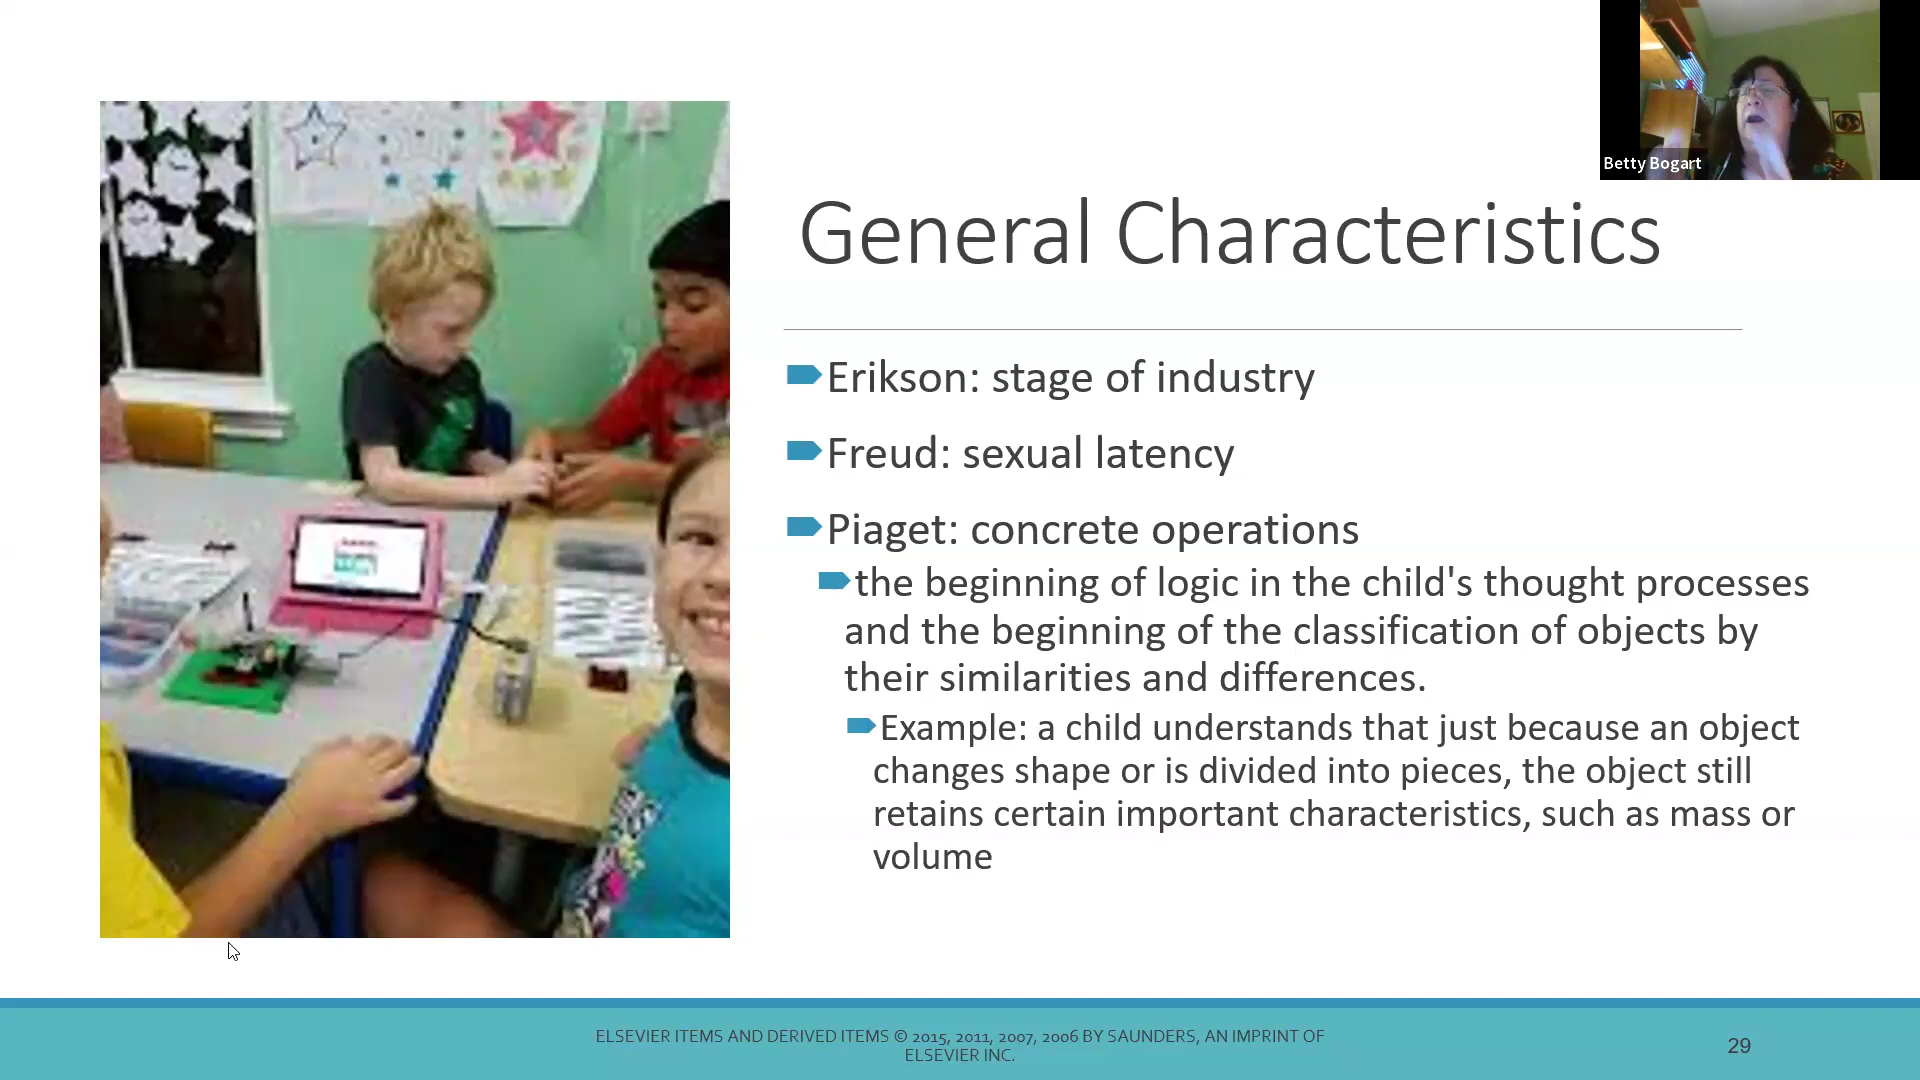 Betty Bogart
General Characteristics
Erikson: stage of industry
Freud: sexual latency
Piaget: concrete operations
the beginning of logic in the child's thought processes
and the beginning of the classification of objects by
their similarities and differences.
Example: a child understands that just because an object
changes shape or is divided into pieces, the object still
retains certain important characteristics, such as mass or
volume
ELSEVIER ITEMS AND DERIVED ITEMS © 2015, 2011, 2007, 2006 BY SAUNDERS, AN IMPRINT OF
ELSEVIER INC.
29